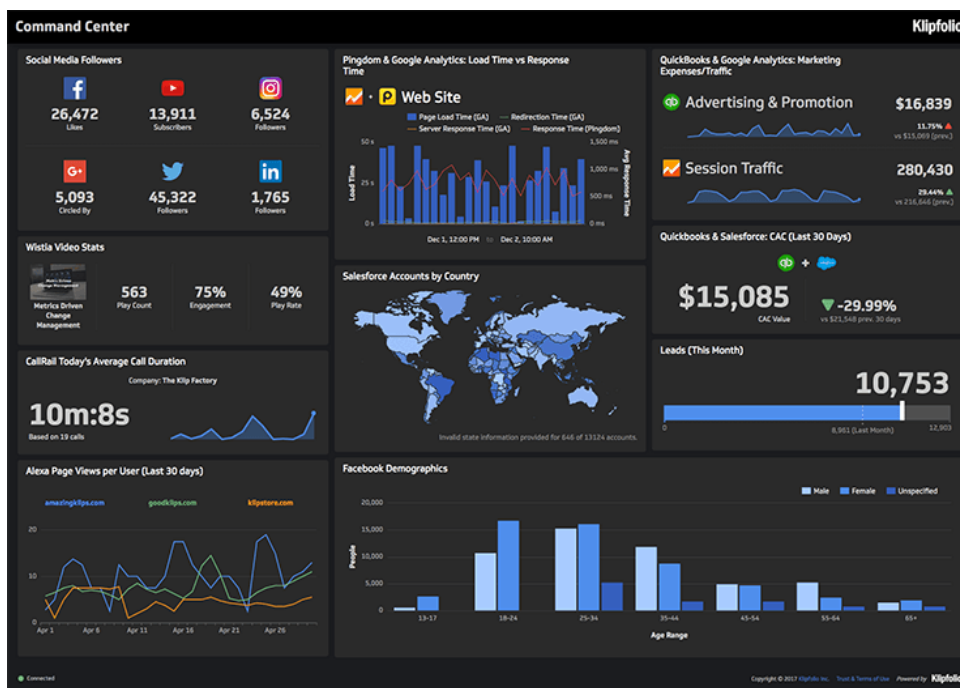 Command Center
Klipfolio
Social Media Followers
26,472
Likes
13,911
Subscribers
6,524
Followers
G+
5,093
Circled By
45,322
Followers
in
1,765
Followers
Wistia Video Stats
Metrics Driven
Change
Management
563
Play Count
75%
Engagement
49%
Play Rate
CallRail Today's Average Call Duration
Company: The Klip Factory
10m:8s
Based on 19 calls
Alexa Page Views per User (Last 30 days)
amazingklips.com
goodklips.com
klipstore.com
20
10
0
Apr 1
Apr 6
Apr 11
Apr 16
Apr 21
Apr 26
Pingdom & Google Analytics: Load Time vs Response
Time
Web Site
Page Load Time (GA)
Redirection Time (GA)
Server Response Time (GA)
Response Time (Pingdom)
Load Time
50 s
25 s
0 s
1,500 ms
1,000 ms
500 ms
0 ms
Avg Response Time
Dec 1, 12:00 PM to Dec 2, 10:00 AM
Salesforce Accounts by Country
Invalid state information provided for 646 of 13124 accounts.
QuickBooks & Google Analytics: Marketing
Expenses/Traffic
qb Advertising & Promotion
$16,839
11.75%
vs $15,069 (prev.)
Session Traffic
280,430
29.44%
vs 216,646 (prev.)
Quickbooks & Salesforce: CAC (Last 30 Days)
qb +
$15,085
CAC Value
-29.99%
vs $21,548 prev. 30 days
Leads (This Month)
10,753
0
8,961 (Last Month)
12,903
Facebook Demographics
Male
Female
Unspecified
People
20,000
15,000
10,000
5,000
0
13-17
18-24
25-34
35-44
45-54
55-64
65+
Age Range
Connected
Copyright © 2017 Klipfolio Inc. Trust & Terms of Use Powered by Klipfolio